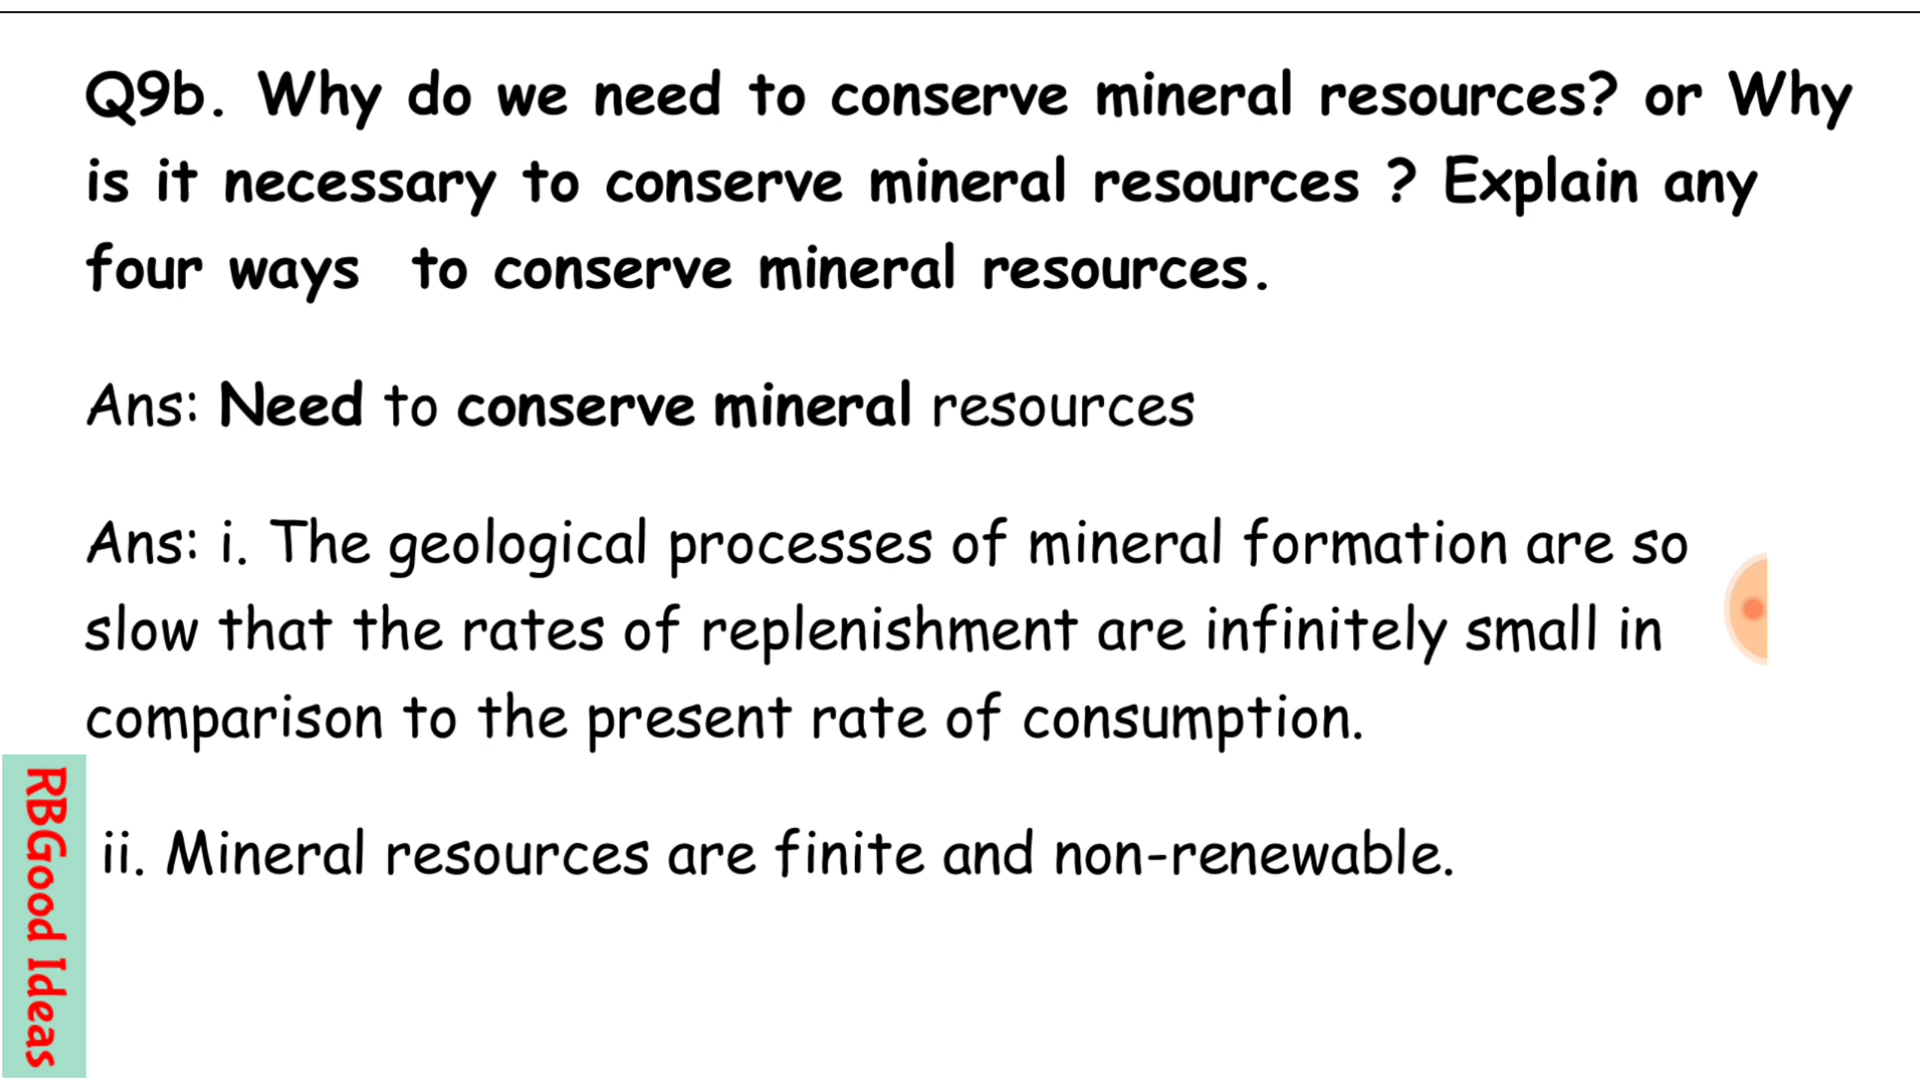 Q9b. Why do we need to conserve mineral resources? or Why
is it necessary to conserve mineral resources ? Explain any
four ways to conserve mineral resources.
Ans: Need to conserve mineral resources
Ans: i. The geological processes of mineral formation are so
slow that the rates of replenishment are infinitely small in
comparison to the present rate of consumption.
ii. Mineral resources are finite and non-renewable.
RBGood Ideas